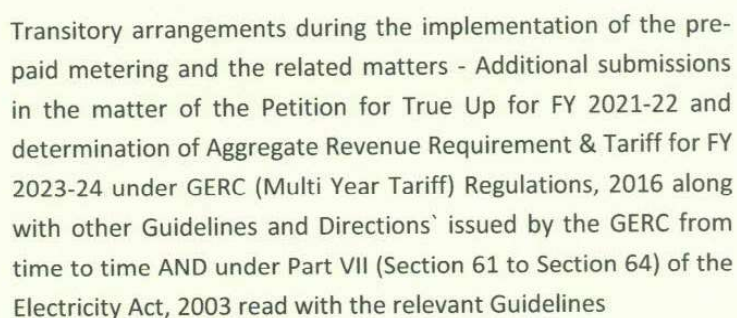 Transitory arrangements during the implementation of the pre-
paid metering and the related matters - Additional submissions
in the matter of the Petition for True Up for FY 2021-22 and
determination of Aggregate Revenue Requirement & Tariff for FY
2023-24 under GERC (Multi Year Tariff) Regulations, 2016 along
with other Guidelines and Directions` issued by the GERC from
time to time AND under Part VII (Section 61 to Section 64) of the
Electricity Act, 2003 read with the relevant Guidelines